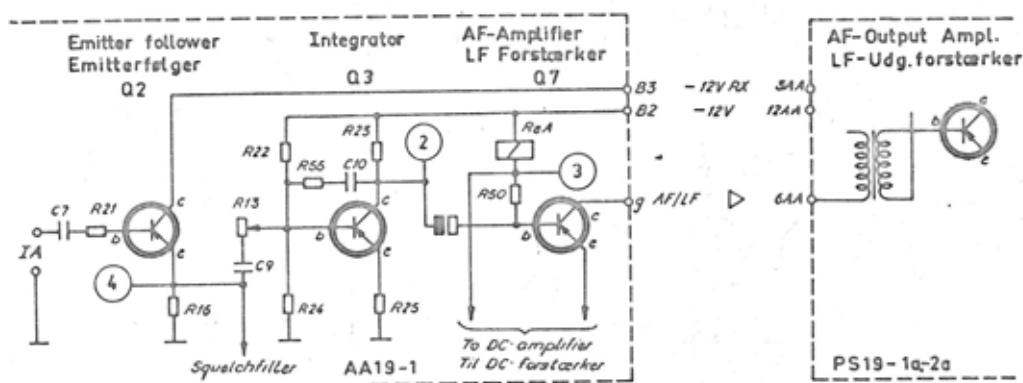 Emitter follower
Emitterfølger
Q2
Integrator
Q3
AF-Amplifier
LF Forstærker
Q7
AF-Output Ampl.
LF-Udg.forstærker
B3 -12V RX 3AA
B2 -12V 12AA
R22
R23
R55
C10
2
ReA
3
R50
g AF/LF ▷ 6AA
C7
R21
R13
IA
b
c
e
b
c
e
b
c
e
b
c
e
C9
4
R16
R24
R25
Squelchfilter
AA19-1
To DC-amplifier
Til DC-forstærker
PS19-1a-2a